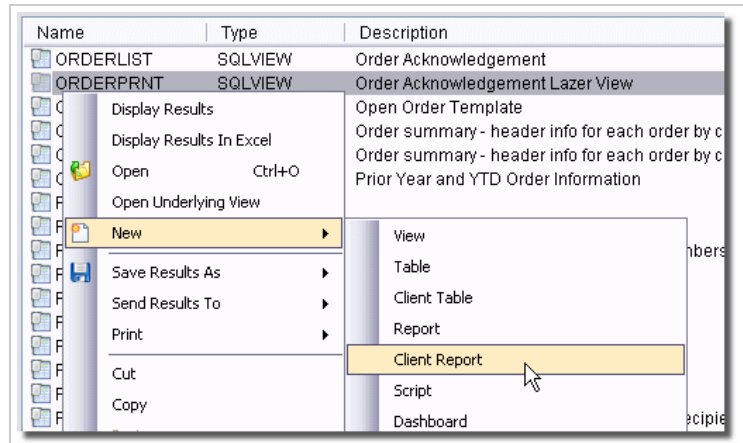 Name Type Description
ORDERLIST SQLVIEW Order Acknowledgement
ORDERPRNT SQLVIEW Order Acknowledgement Lazer View
Display Results Open Order Template
Display Results In Excel Order summary - header info for each order by c
Order summary - header info for each order by c
Open Ctrl+O Prior Year and YTD Order Information
Open Underlying View
New
View
Save Results As Table
Send Results To Client Table
Print Report
Cut Client Report
Copy Script
Dashboard